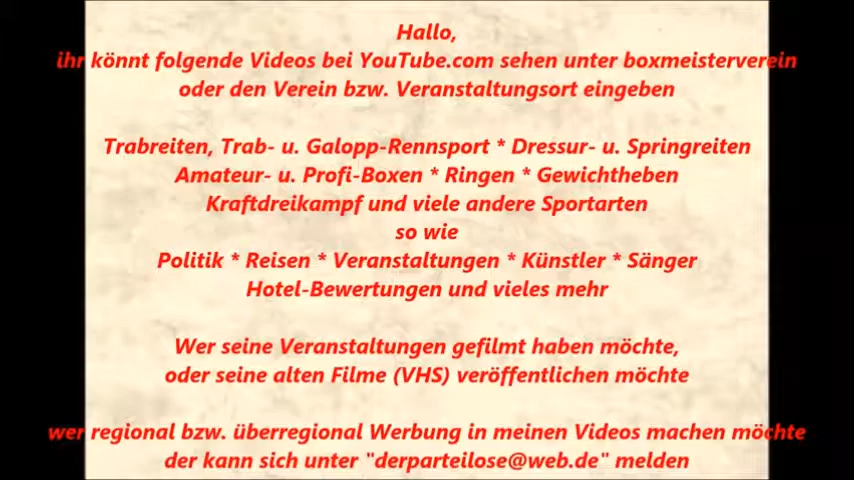 Hallo,
ihr könnt folgende Videos bei YouTube.com sehen unter boxmeisterverein
oder den Verein bzw. Veranstaltungsort eingeben
Trabreiten, Trab- u. Galopp-Rennsport * Dressur- u. Springreiten
Amateur- u. Profi-Boxen * Ringen * Gewichtheben
Kraftdreikampf und viele andere Sportarten
so wie
Politik * Reisen * Veranstaltungen * Künstler * Sänger
Hotel-Bewertungen und vieles mehr
Wer seine Veranstaltungen gefilmt haben möchte,
oder seine alten Filme (VHS) veröffentlichen möchte
wer regional bzw. überregional Werbung in meinen Videos machen möchte
der kann sich unter "derparteilose@web.de" melden